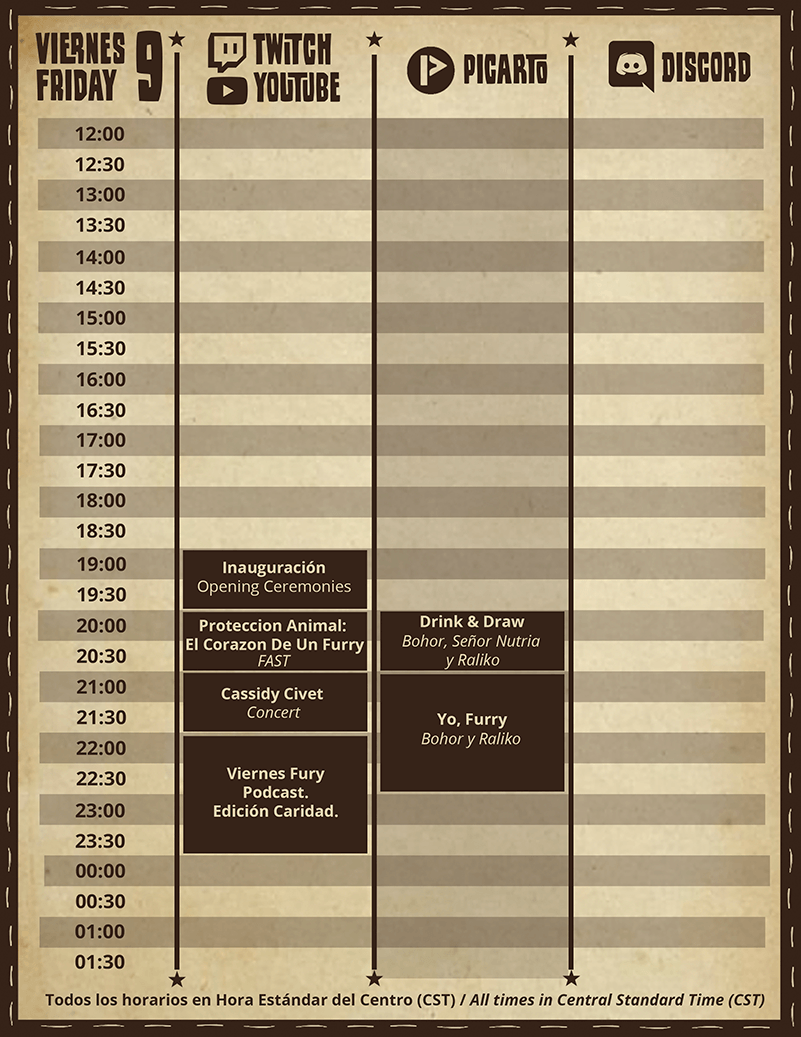 VIERNES
FRIDAY
9
TWITCH
YOUTUBE
PICARTO
DISCORD
12:00
12:30
13:00
13:30
14:00
14:30
15:00
15:30
16:00
16:30
17:00
17:30
18:00
18:30
19:00
19:30
20:00
20:30
21:00
21:30
22:00
22:30
23:00
23:30
00:00
00:30
01:00
01:30
Inauguración
Opening Ceremonies
Proteccion Animal:
El Corazon De Un Furry
FAST
Cassidy Civet
Concert
Viernes Fury
Podcast.
Edición Caridad.
Drink & Draw
Bohor, Señor Nutria
y Raliko
Yo, Furry
Bohor y Raliko
Todos los horarios en Hora Estándar del Centro (CST) / All times in Central Standard Time (CST)